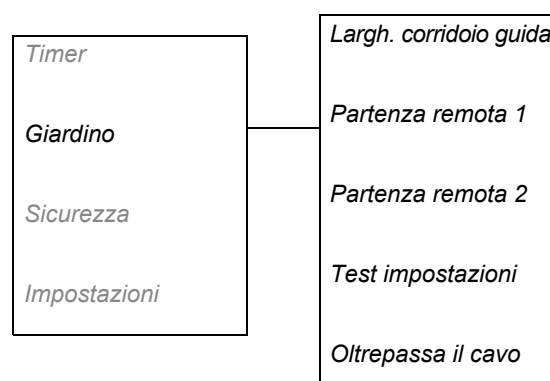 Timer
Giardino
Sicurezza
Impostazioni
Largh. corridoio guida
Partenza remota 1
Partenza remota 2
Test impostazioni
Oltrepassa il cavo